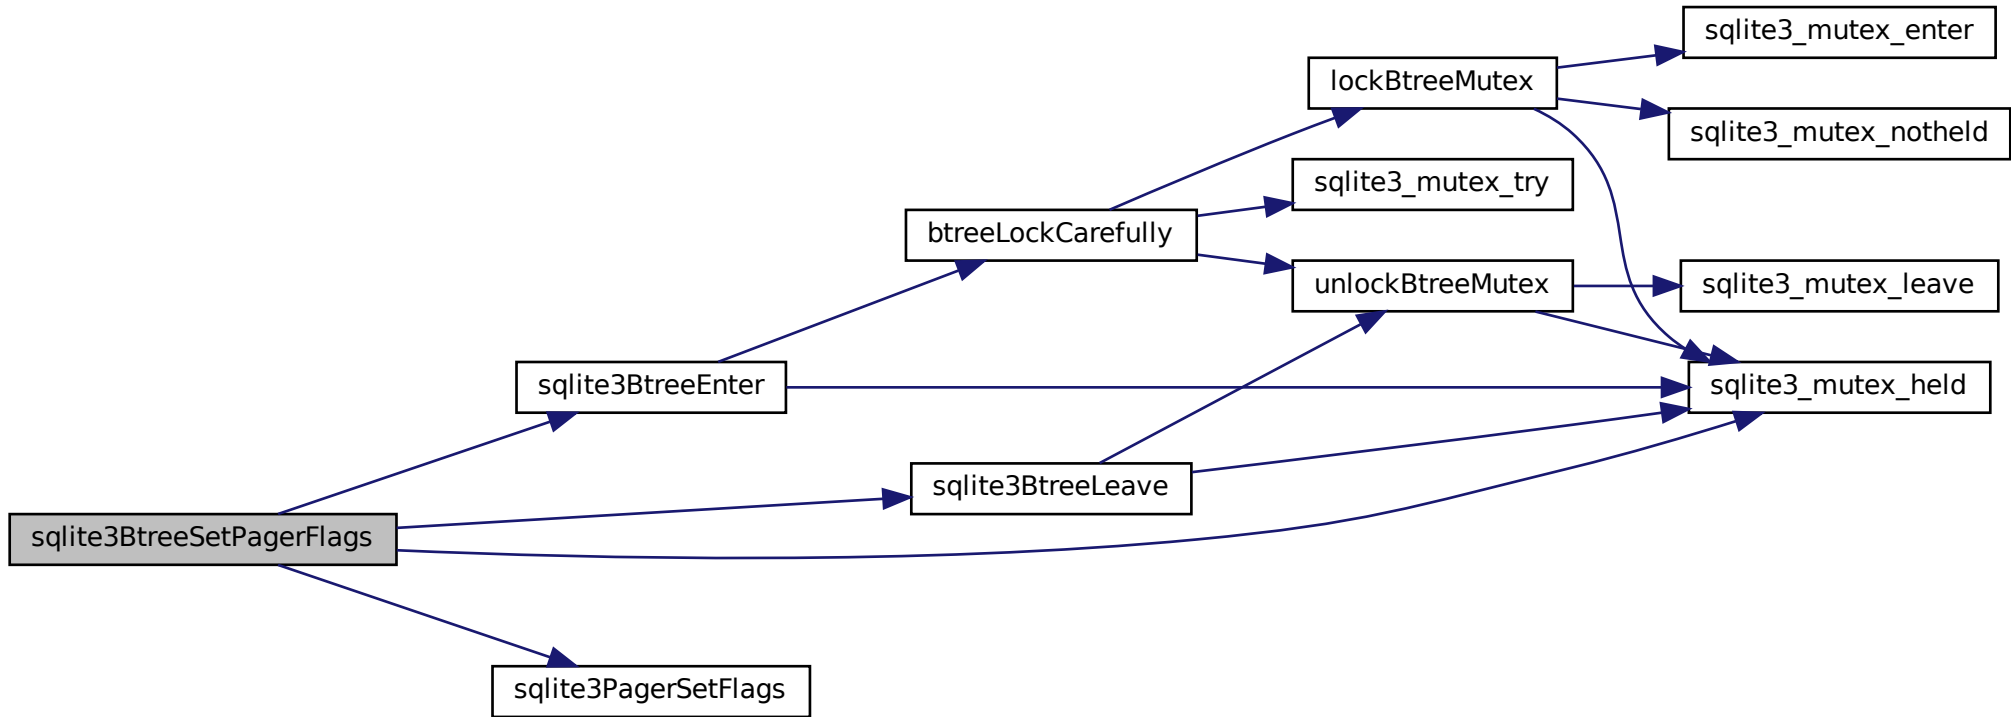 sqlite3_mutex_enter
lockBtreeMutex
sqlite3_mutex_notheld
sqlite3_mutex_try
btreeLockCarefully
unlockBtreeMutex
sqlite3_mutex_leave
sqlite3BtreeEnter
sqlite3_mutex_held
sqlite3BtreeLeave
sqlite3BtreeSetPagerFlags
sqlite3PagerSetFlags